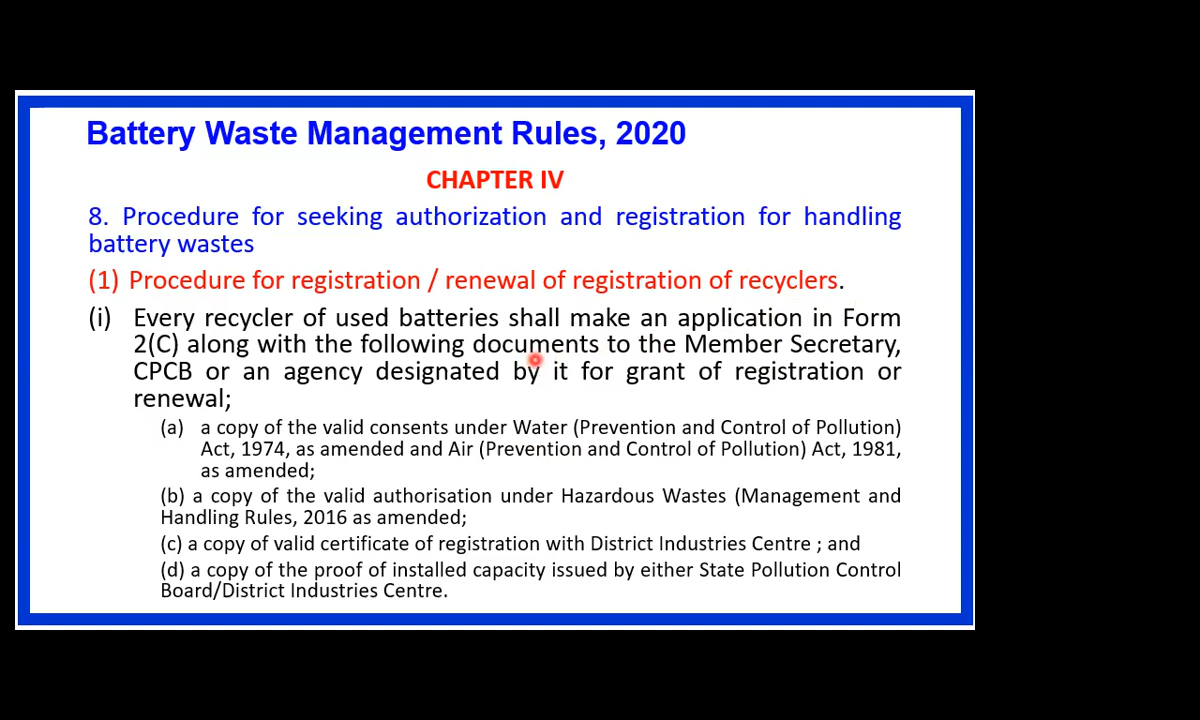 Battery Waste Management Rules, 2020
CHAPTER IV
8. Procedure for seeking authorization and registration for handling
battery wastes
(1) Procedure for registration / renewal of registration of recyclers.
(i) Every recycler of used batteries shall make an application in Form
2(C) along with the following documents to the Member Secretary,
CPCB or an agency designated by it for grant of registration or
renewal;
(a) a copy of the valid consents under Water (Prevention and Control of Pollution)
Act, 1974, as amended and Air (Prevention and Control of Pollution) Act, 1981,
as amended;
(b) a copy of the valid authorisation under Hazardous Wastes (Management and
Handling Rules, 2016 as amended;
(c) a copy of valid certificate of registration with District Industries Centre ; and
(d) a copy of the proof of installed capacity issued by either State Pollution Control
Board/District Industries Centre.